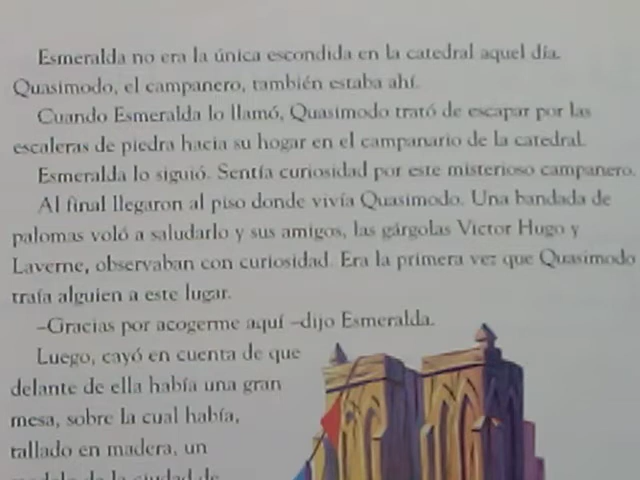 Esmeralda no era la única escondida en la catedral aquel día.
Quasimodo, el campanero, también estaba ahí.
Cuando Esmeralda lo llamó, Quasimodo trató de escapar por las
escaleras de piedra hacia su hogar en el campanario de la catedral.
Esmeralda lo siguió. Sentía curiosidad por este misterioso campanero.
Al final llegaron al piso donde vivía Quasimodo. Una bandada de
palomas voló a saludarlo y sus amigos, las gárgolas Victor Hugo y
Laverne, observaban con curiosidad. Era la primera vez que Quasimodo
traía alguien a este lugar.
–Gracias por acogerme aquí –dijo Esmeralda.
Luego, cayó en cuenta de que
delante de ella había una gran
mesa, sobre la cual había,
tallado en madera, un
modelo de la ciudad de